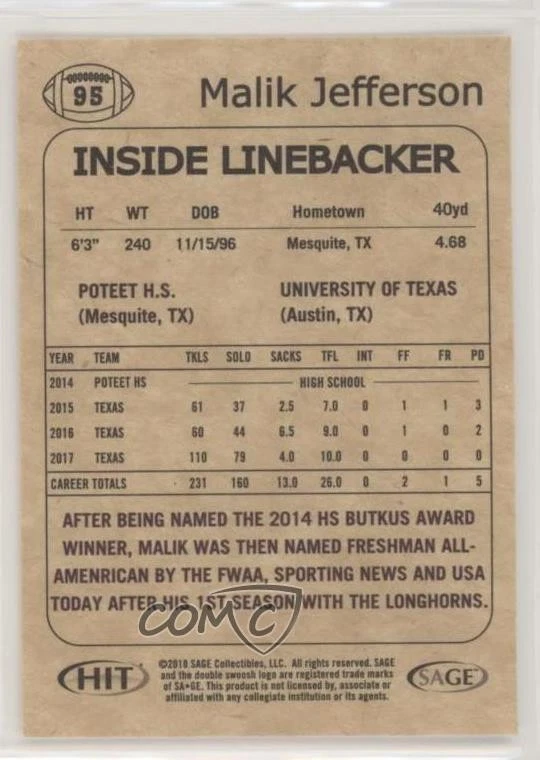 95
Malik Jefferson
INSIDE LINEBACKER
HT WT DOB Hometown 40yd
6'3" 240 11/15/96 Mesquite, TX 4.68
POTEET H.S. UNIVERSITY OF TEXAS
(Mesquite, TX) (Austin, TX)
YEAR TEAM TKLS SOLO SACKS TFL INT FF FR PD
2014 POTEET HS HIGH SCHOOL
2015 TEXAS 61 37 2.5 7.0 0 1 1 3
2016 TEXAS 60 44 6.5 9.0 0 1 0 2
2017 TEXAS 110 79 4.0 10.0 0 0 0 0
CAREER TOTALS 231 160 13.0 26.0 0 2 1 5
AFTER BEING NAMED THE 2014 HS BUTKUS AWARD
WINNER, MALIK WAS THEN NAMED FRESHMAN ALL-
AMENRICAN BY THE FWAA, SPORTING NEWS AND USA
TODAY AFTER HIS 1ST SEASON WITH THE LONGHORNS.
COMC
HIT
©2018 SAGE Collectibles, LLC. All rights reserved. SAGE
and the double swoosh logo are registered trade marks
of SA•GE. This product is not licensed by, associate or
affiliated with any collegiate institution or its agents.
SAGE